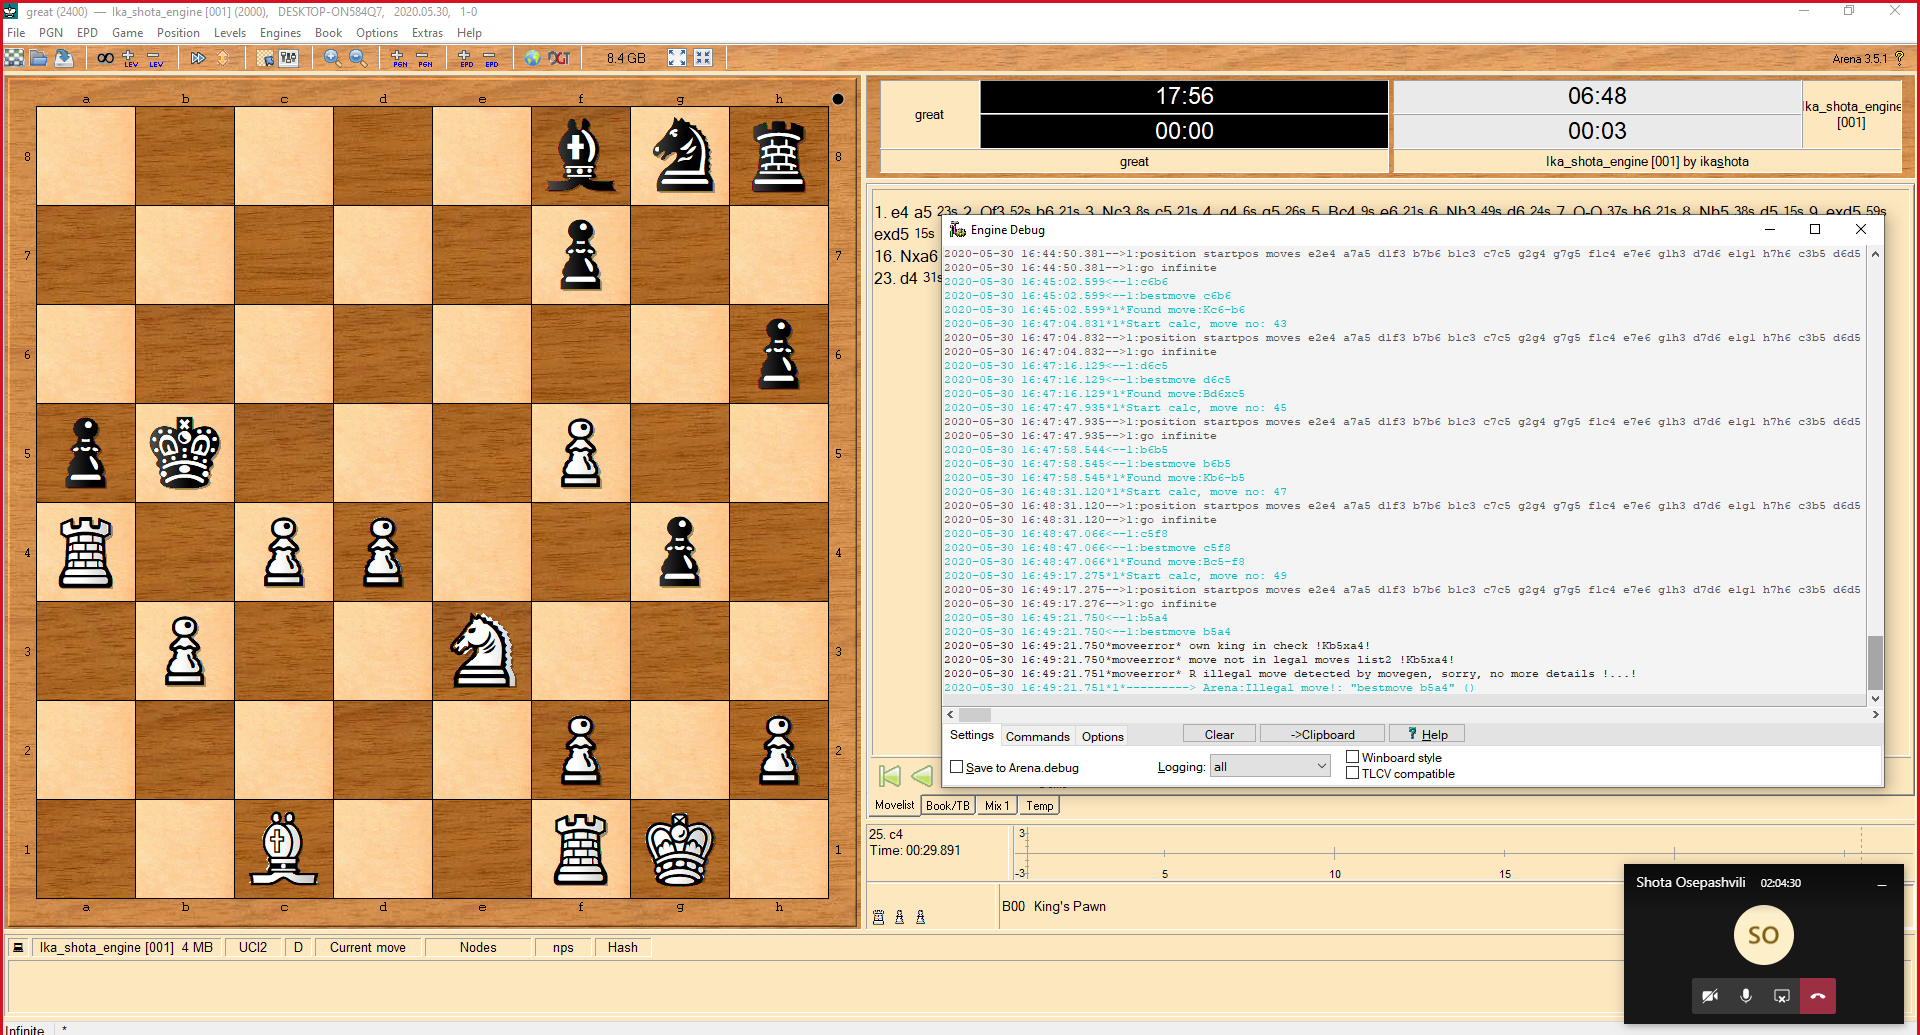 great (2400) — Ika_shota_engine [001] (2000), DESKTOP-ON584Q7, 2020.05.30, 1-0
File PGN EPD Game Position Levels Engines Book Options Extras Help
LEV LEV PGN PGN EPD EPD DGT 8.4 GB Arena 3.5.1
a b c d e f g h
8 8
7 7
6 6
5 5
4 4
3 3
2 2
1 1
a b c d e f g h
great 17:56 06:48 Ika_shota_engine
00:00 00:03 [001]
great Ika_shota_engine [001] by ikashota
1. e4 a5 23s 2. Qf3 52s b6 21s 3. Nc3 8s c5 21s 4. g4 6s g5 26s 5. Bc4 9s e6 21s 6. Nh3 49s d6 24s 7. O-O 37s h6 21s 8. Nb5 38s d5 15s 9. exd5 59s
exd5 15s
16. Nxa6
23. d4 31s
Engine Debug
2020-05-30 16:44:50.381-->1:position startpos moves e2e4 a7a5 d1f3 b7b6 b1c3 c7c5 g2g4 g7g5 f1c4 e7e6 g1h3 d7d6 e1g1 h7h6 c3b5 d6d5
2020-05-30 16:44:50.381-->1:go infinite
2020-05-30 16:45:02.599<--1:c6b6
2020-05-30 16:45:02.599<--1:bestmove c6b6
2020-05-30 16:45:02.599*1*Found move:Kc6-b6
2020-05-30 16:47:04.831*1*Start calc, move no: 43
2020-05-30 16:47:04.832-->1:position startpos moves e2e4 a7a5 d1f3 b7b6 b1c3 c7c5 g2g4 g7g5 f1c4 e7e6 g1h3 d7d6 e1g1 h7h6 c3b5 d6d5
2020-05-30 16:47:04.832-->1:go infinite
2020-05-30 16:47:16.129<--1:d6c5
2020-05-30 16:47:16.129<--1:bestmove d6c5
2020-05-30 16:47:16.129*1*Found move:Bd6xc5
2020-05-30 16:47:47.935*1*Start calc, move no: 45
2020-05-30 16:47:47.935-->1:position startpos moves e2e4 a7a5 d1f3 b7b6 b1c3 c7c5 g2g4 g7g5 f1c4 e7e6 g1h3 d7d6 e1g1 h7h6 c3b5 d6d5
2020-05-30 16:47:47.935-->1:go infinite
2020-05-30 16:47:58.544<--1:b6b5
2020-05-30 16:47:58.545<--1:bestmove b6b5
2020-05-30 16:47:58.545*1*Found move:Kb6-b5
2020-05-30 16:48:31.120*1*Start calc, move no: 47
2020-05-30 16:48:31.120-->1:position startpos moves e2e4 a7a5 d1f3 b7b6 b1c3 c7c5 g2g4 g7g5 f1c4 e7e6 g1h3 d7d6 e1g1 h7h6 c3b5 d6d5
2020-05-30 16:48:31.120-->1:go infinite
2020-05-30 16:48:47.066<--1:c5f8
2020-05-30 16:48:47.066<--1:bestmove c5f8
2020-05-30 16:48:47.066*1*Found move:Bc5-f8
2020-05-30 16:49:17.275*1*Start calc, move no: 49
2020-05-30 16:49:17.275-->1:position startpos moves e2e4 a7a5 d1f3 b7b6 b1c3 c7c5 g2g4 g7g5 f1c4 e7e6 g1h3 d7d6 e1g1 h7h6 c3b5 d6d5
2020-05-30 16:49:17.276-->1:go infinite
2020-05-30 16:49:21.750<--1:b5a4
2020-05-30 16:49:21.750<--1:bestmove b5a4
2020-05-30 16:49:21.750*moveerror* own king in check !Kb5xa4!
2020-05-30 16:49:21.750*moveerror* move not in legal moves list2 !Kb5xa4!
2020-05-30 16:49:21.751*moveerror* R illegal move detected by movegen, sorry, no more details !...!
2020-05-30 16:49:21.751*1*---------> Arena:Illegal move!: "bestmove b5a4" ()
Settings Commands Options Clear ->Clipboard ? Help
Save to Arena.debug Logging: all Winboard style
TLCV compatible
Movelist Book/TB Mix 1 Temp
25. c4
Time: 00:29.891
3
-3 5 10 15
B00 King's Pawn
Shota Osepashvili 02:04:30
SO
Ika_shota_engine [001] 4 MB UCI2 D Current move Nodes nps Hash
Infinite *